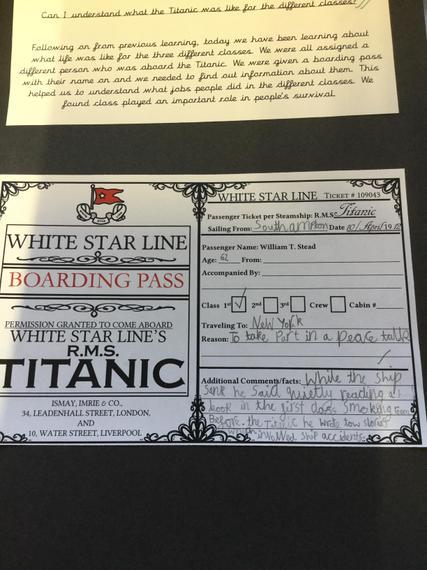 Can I understand what the Titanic was like for the different classes?
Following on from previous learning, today we have been learning about
what life was like for the three different classes. We were all assigned a
different person who was aboard the Titanic. We were given a boarding pass
with their name on and we needed to find out information about them. This
helped us to understand what jobs people did in the different classes. We
found class played an important role in people's survival.
WHITE STAR LINE
BOARDING PASS
PERMISSION GRANTED TO COME ABOARD
WHITE STAR LINE'S
R.M.S.
TITANIC
ISMAY, IMRIE & CO.,
34, LEADENHALL STREET, LONDON,
AND
10, WATER STREET, LIVERPOOL
WHITE STAR LINE TICKET # 109043
Passenger Ticket per Steamship: R.M.S. Titanic
Sailing From: Southampton Date 10/April/1912
Passenger Name: William T. Stead
Age: 62 From:
Accompanied By:
Class 1st ✓ 2nd 3rd Crew Cabin #
Traveling To: New York
Reason: To take part in a peace talk
Additional Comments/facts: While the ship
sink he said quietly reading a
book in the first class smoking room
Before the Titanic he wrote tow stories
which involved ship accidents.